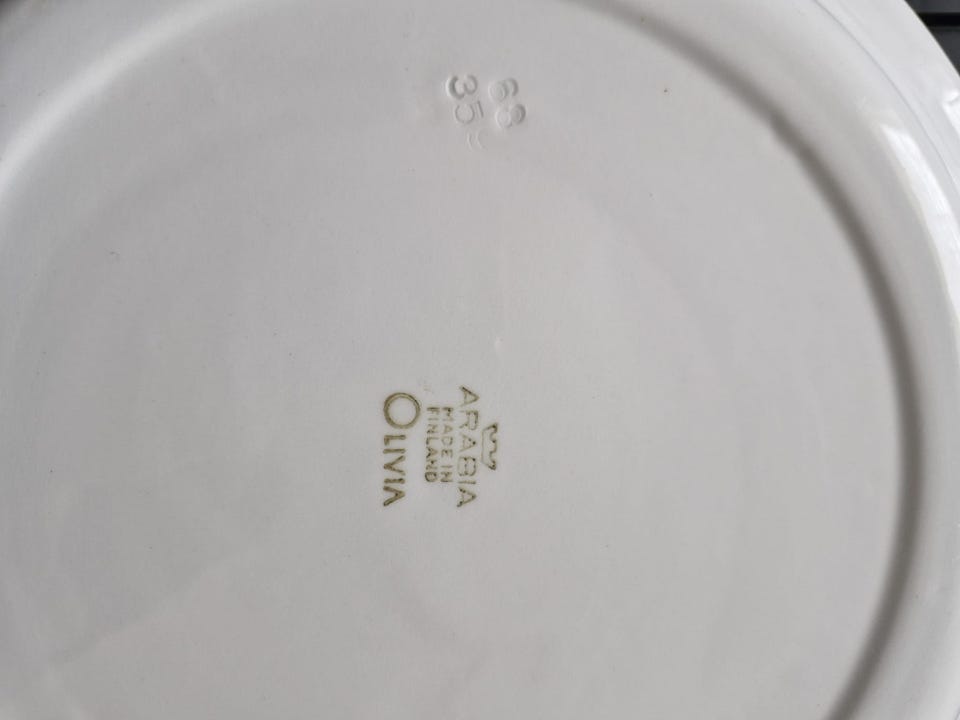 68
35
ARABIA
MADE IN
FINLAND
OLIVIA